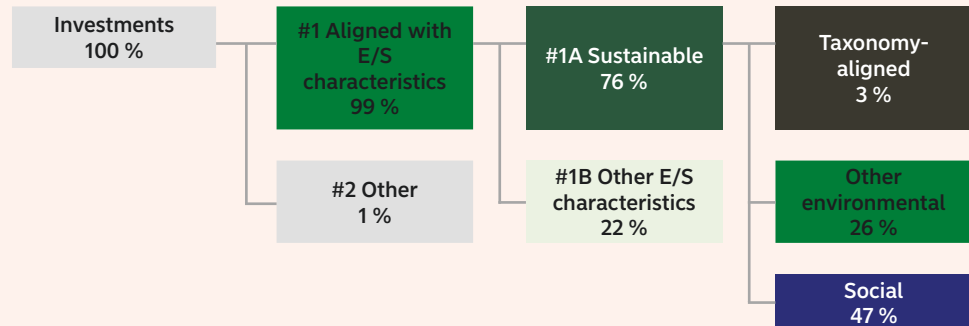 Investments
100 %
#1 Aligned with
E/S
characteristics
99 %
#1A Sustainable
76 %
Taxonomy-
aligned
3 %
#2 Other
1 %
#1B Other E/S
characteristics
22 %
Other
environmental
26 %
Social
47 %